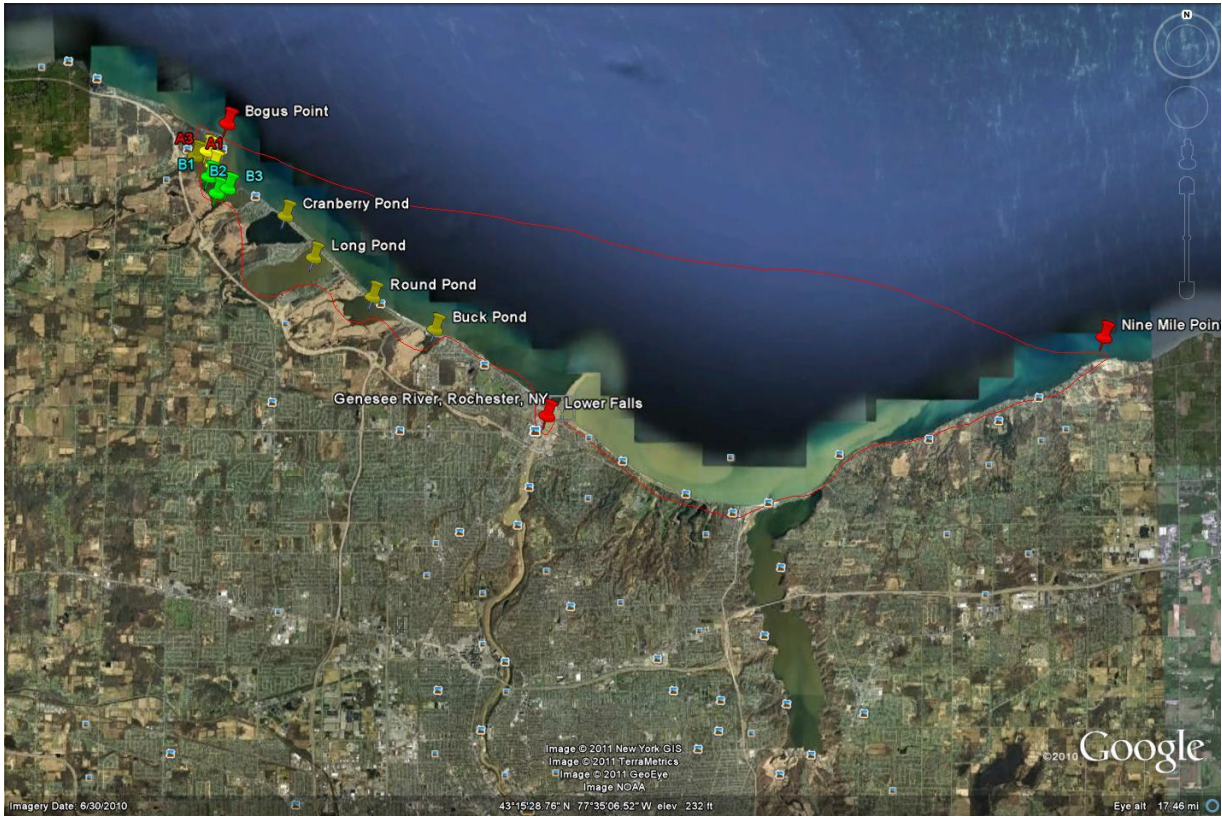 N
Bogus Point
A3
A1
B1
B2
B3
Cranberry Pond
Long Pond
Round Pond
Buck Pond
Nine Mile Poin
Genesee River, Rochester, NY
Lower Falls
Image © 2011 New York GIS
Image © 2011 TerraMetrics
Image © 2011 GeoEye
Image NOAA
©2010 Google
Imagery Date: 6/30/2010
43°15'28.76" N 77°35'06.52" W elev 232 ft
Eye alt 17.46 mi